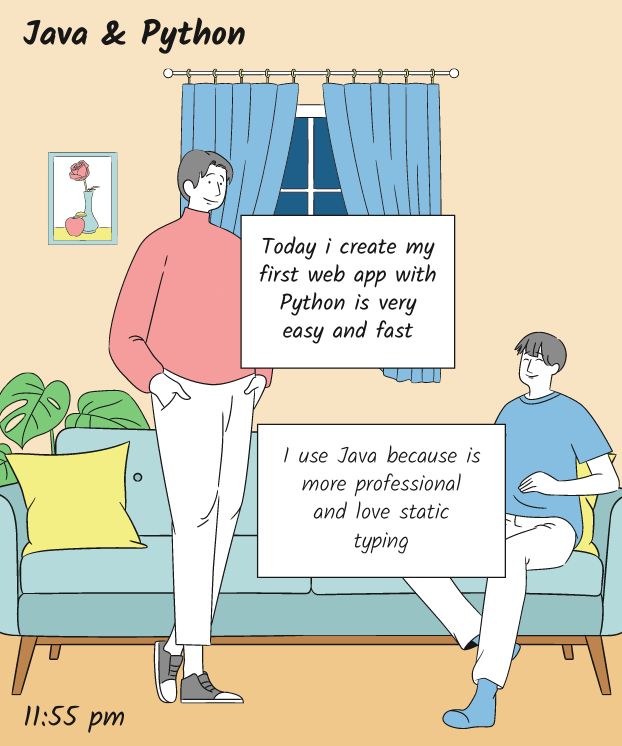 Java & Python
Today i create my
first web app with
Python is very
easy and fast
I use Java because is
more professional
and love static
typing
11:55 pm